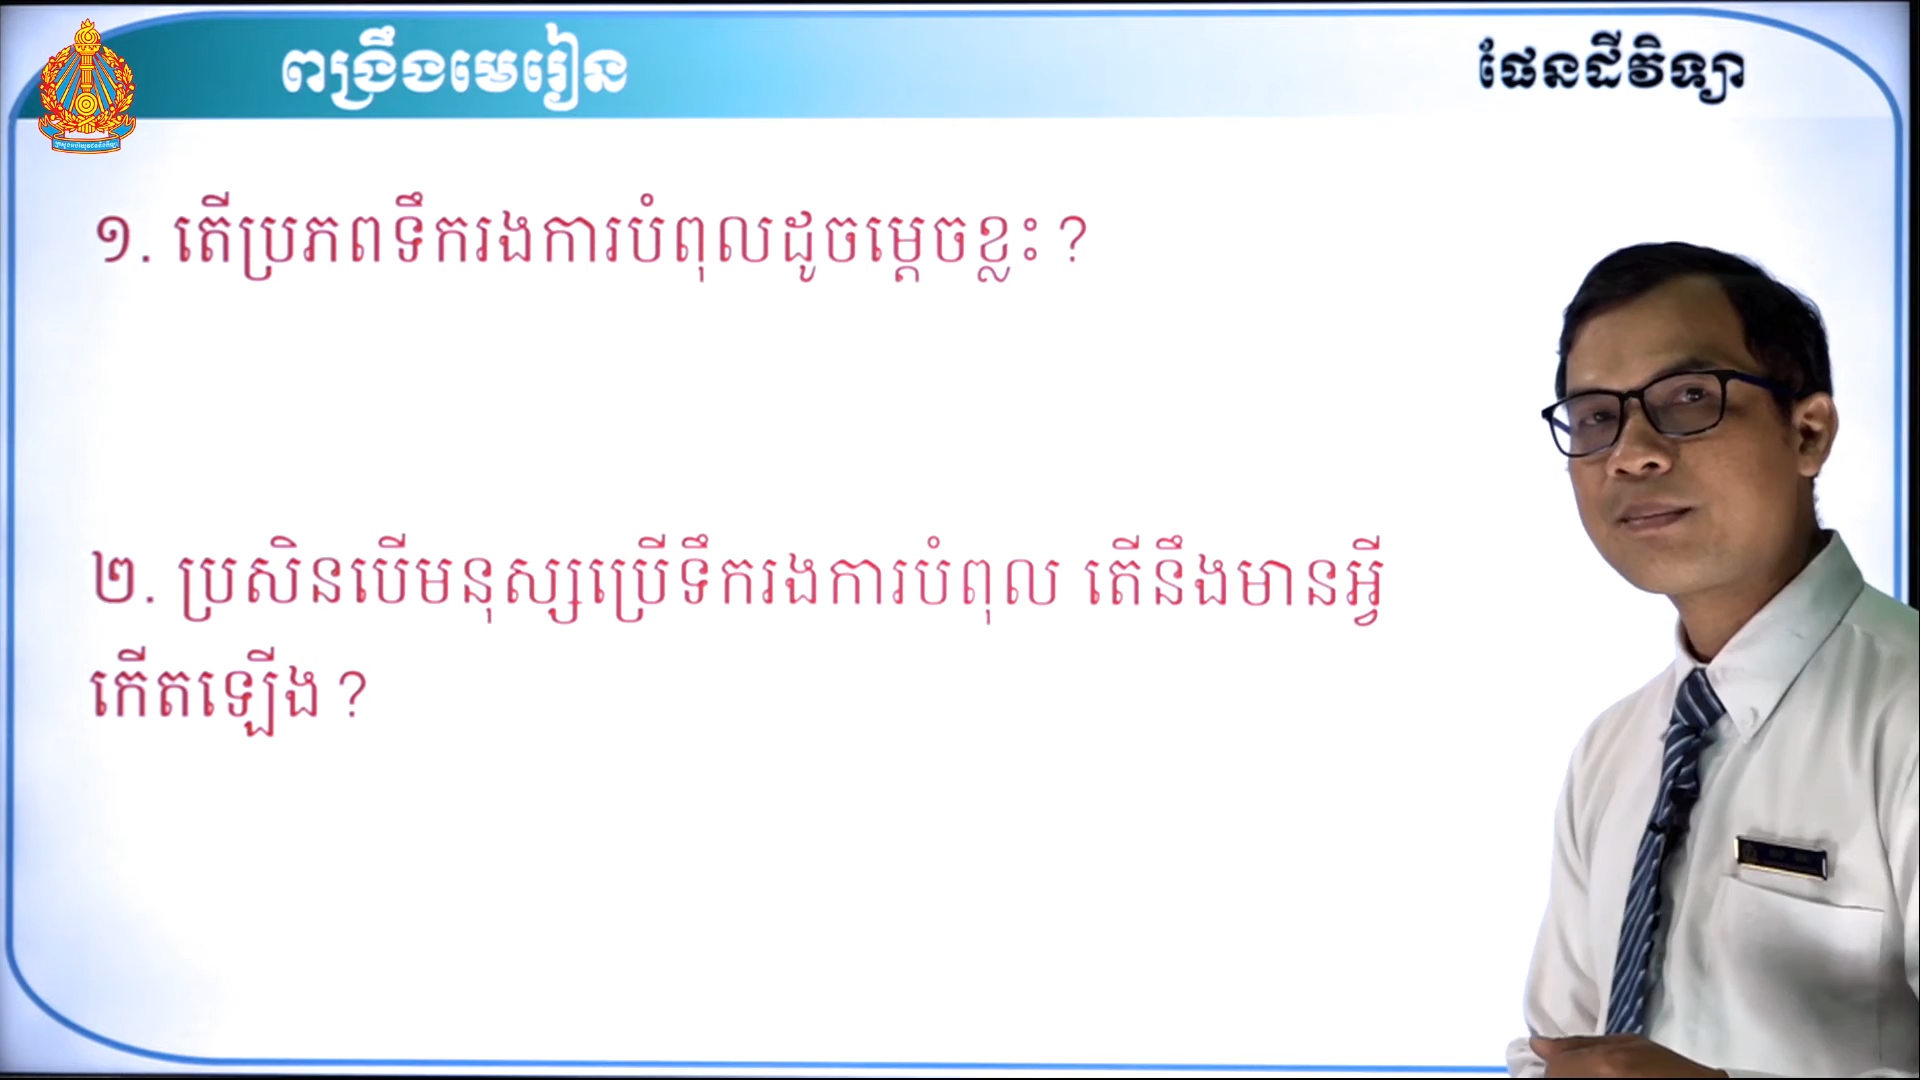 ពង្រឹងមេរៀន
ផែនដីវិទ្យា
១. តើប្រភពទឹករងការបំពុលដូចម្ដេចខ្លះ ?
២. ប្រសិនបើមនុស្សប្រើទឹករងការបំពុល តើនឹងមានអ្វី
កើតឡើង ?